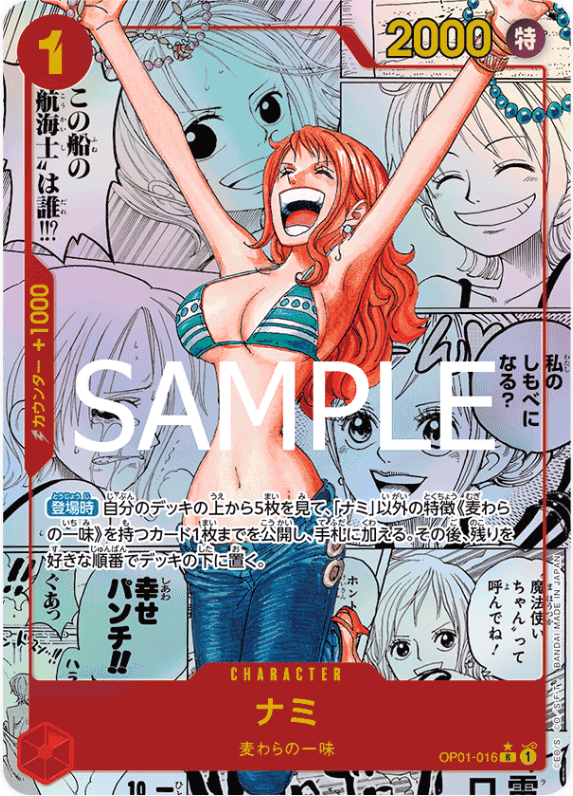 1
2000 特
この船の
航海士〟は誰!!?
カウンター +1000
私の
しもべに
なる?
SAMPLE
登場時 自分のデッキの上から5枚を見て、「ナミ」以外の特徴《麦わら
の一味》を持つカード1枚までを公開し、手札に加える。その後、残りを
好きな順番でデッキの下に置く。
幸せ
パンチ!!
ぐあっ
ホント
魔法使い
ちゃん〟って
呼んでね!
CHARACTER
ナミ
麦わらの一味
OP01-016 R 1
BANDAI MADE IN JAPAN